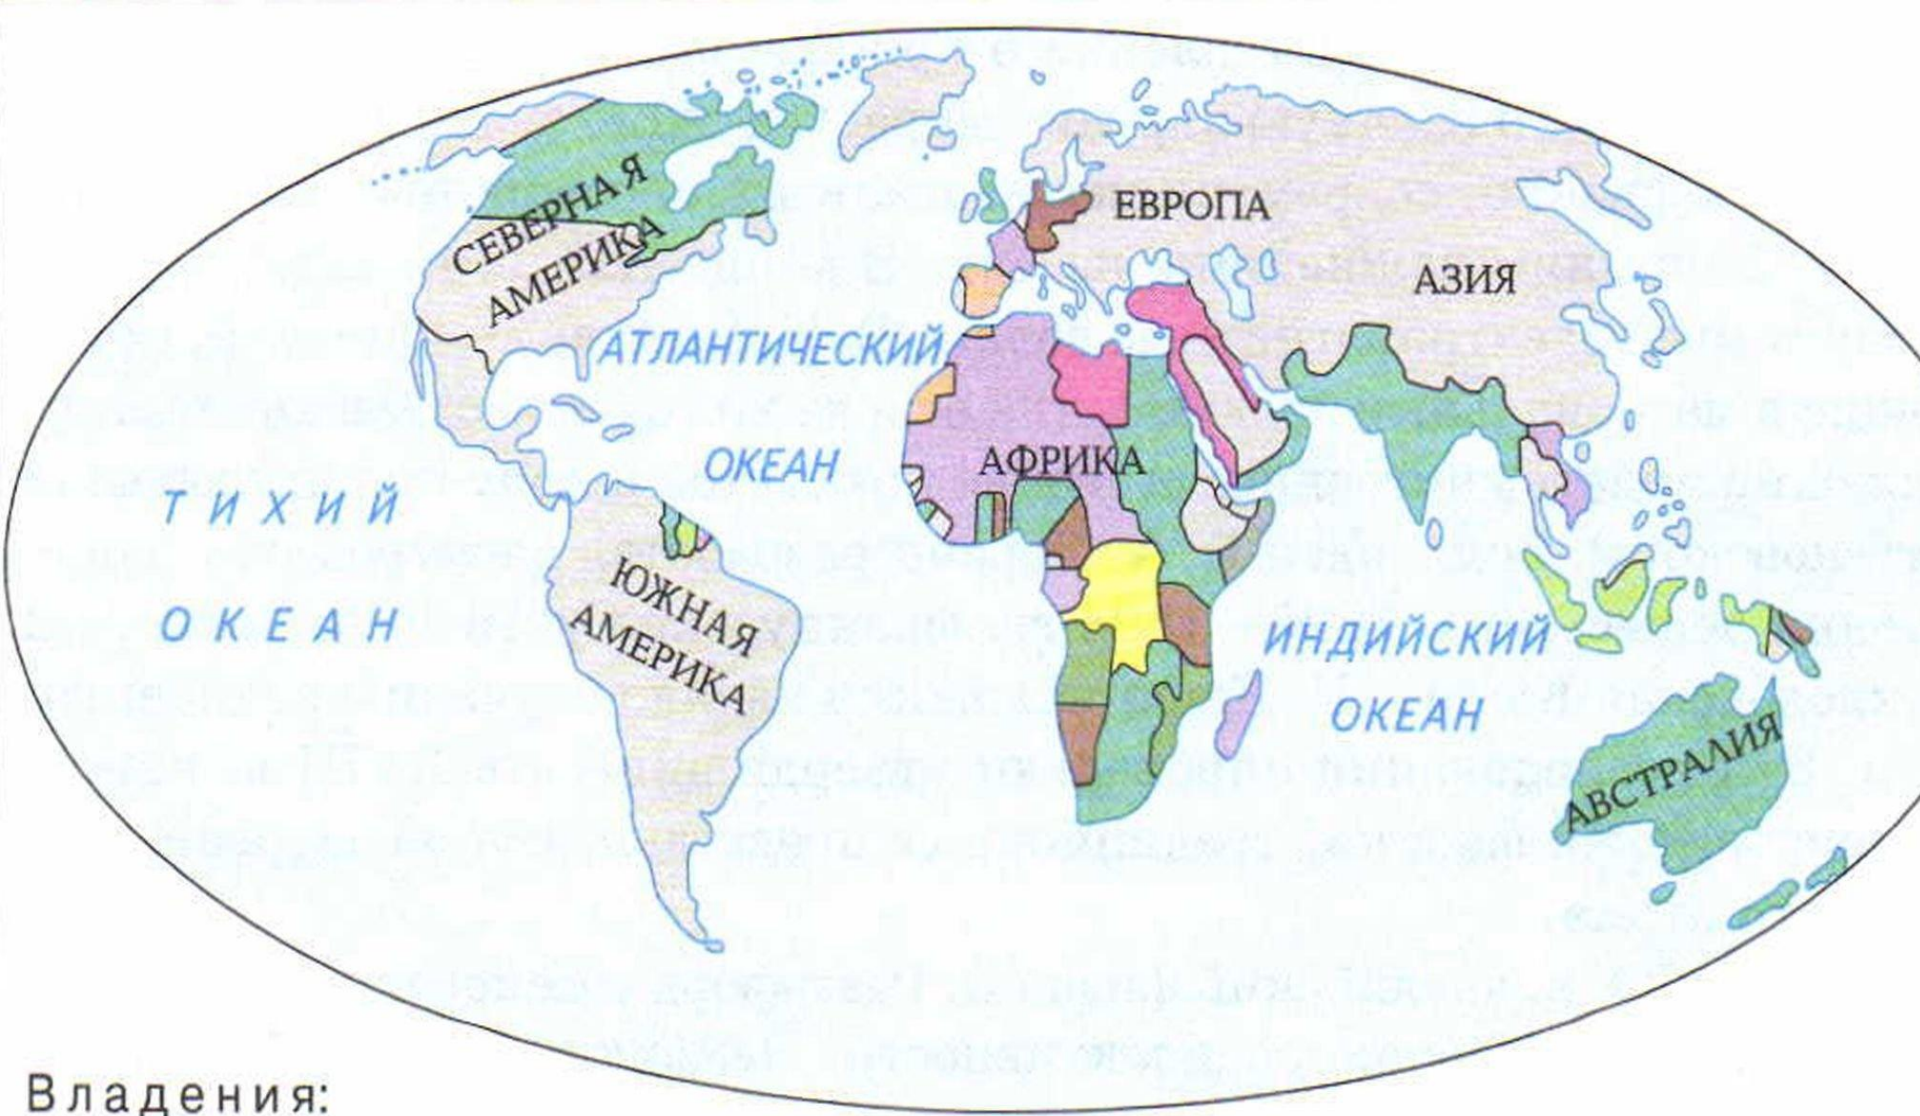 ЕВРОПА
СЕВЕРНАЯ
АМЕРИКА
АЗИЯ
АТЛАНТИЧЕСКИЙ
ОКЕАН
АФРИКА
ТИХИЙ
ОКЕАН
ЮЖНАЯ
АМЕРИКА
ИНДИЙСКИЙ
ОКЕАН
АВСТРАЛИЯ
Владения: